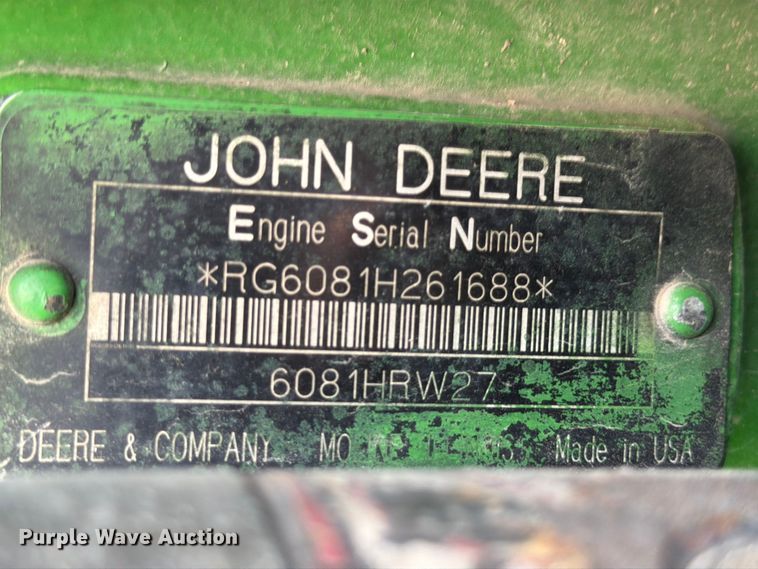 JOHN DEERE
Engine Serial Number
*RG6081H261688*
6081HRW27
DEERE & COMPANY Made in USA
Purple Wave Auction